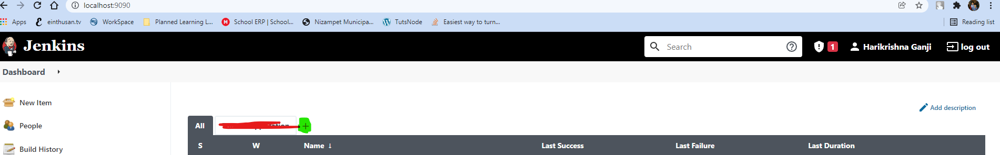 localhost:9090
Apps einthusan.tv WorkSpace Planned Learning L... School ERP | School... Nizampet Municipa... TutsNode Easiest way to turn... Reading list
Jenkins Search 1 Harikrishna Ganji log out
Dashboard
New Item
Add description
People
All +
S W Name ↓ Last Success Last Failure Last Duration
Build History